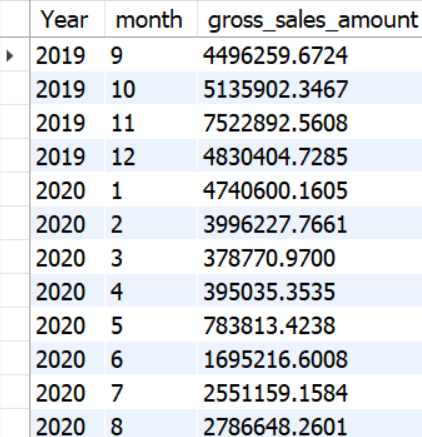 Year month gross_sales_amount
2019 9 4496259.6724
2019 10 5135902.3467
2019 11 7522892.5608
2019 12 4830404.7285
2020 1 4740600.1605
2020 2 3996227.7661
2020 3 378770.9700
2020 4 395035.3535
2020 5 783813.4238
2020 6 1695216.6008
2020 7 2551159.1584
2020 8 2786648.2601